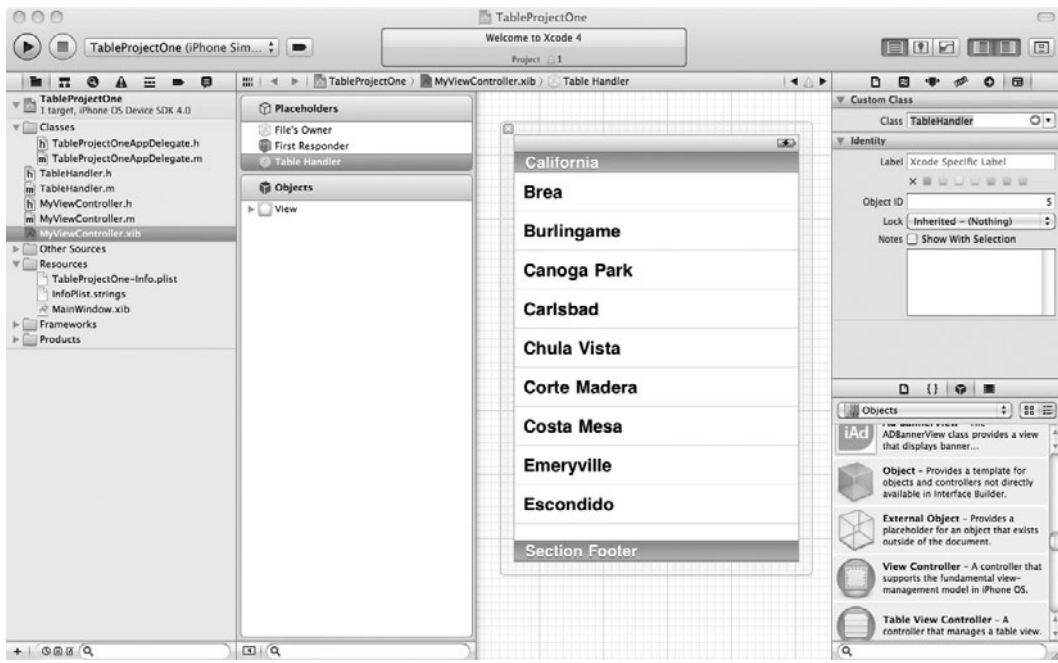 TableProjectOne
TableProjectOne (iPhone Sim...
Welcome to Xcode 4
Project 1
TableProjectOne
MyViewController.xib
Table Handler
TableProjectOne
1 target, iPhone OS Device SDK 4.0
Classes
h TableProjectOneAppDelegate.h
m TableProjectOneAppDelegate.m
h TableHandler.h
m TableHandler.m
h MyViewController.h
m MyViewController.m
MyViewController.xib
Other Sources
Resources
TableProjectOne-Info.plist
InfoPlist.strings
MainWindow.xib
Frameworks
Products
Placeholders
File's Owner
First Responder
Table Handler
Objects
View
California
Brea
Burlingame
Canoga Park
Carlsbad
Chula Vista
Corte Madera
Costa Mesa
Emeryville
Escondido
Section Footer
Custom Class
Class TableHandler
Identity
Label Xcode Specific Label
Object ID 5
Lock Inherited - (Nothing)
Notes Show With Selection
Objects
iAd
ADBannerView class provides a view
that displays banner...
Object - Provides a template for
objects and controllers not directly
available in Interface Builder.
External Object - Provides a
placeholder for an object that exists
outside of the document.
View Controller - A controller that
supports the fundamental view-
management model in iPhone OS.
Table View Controller - A
controller that manages a table view.